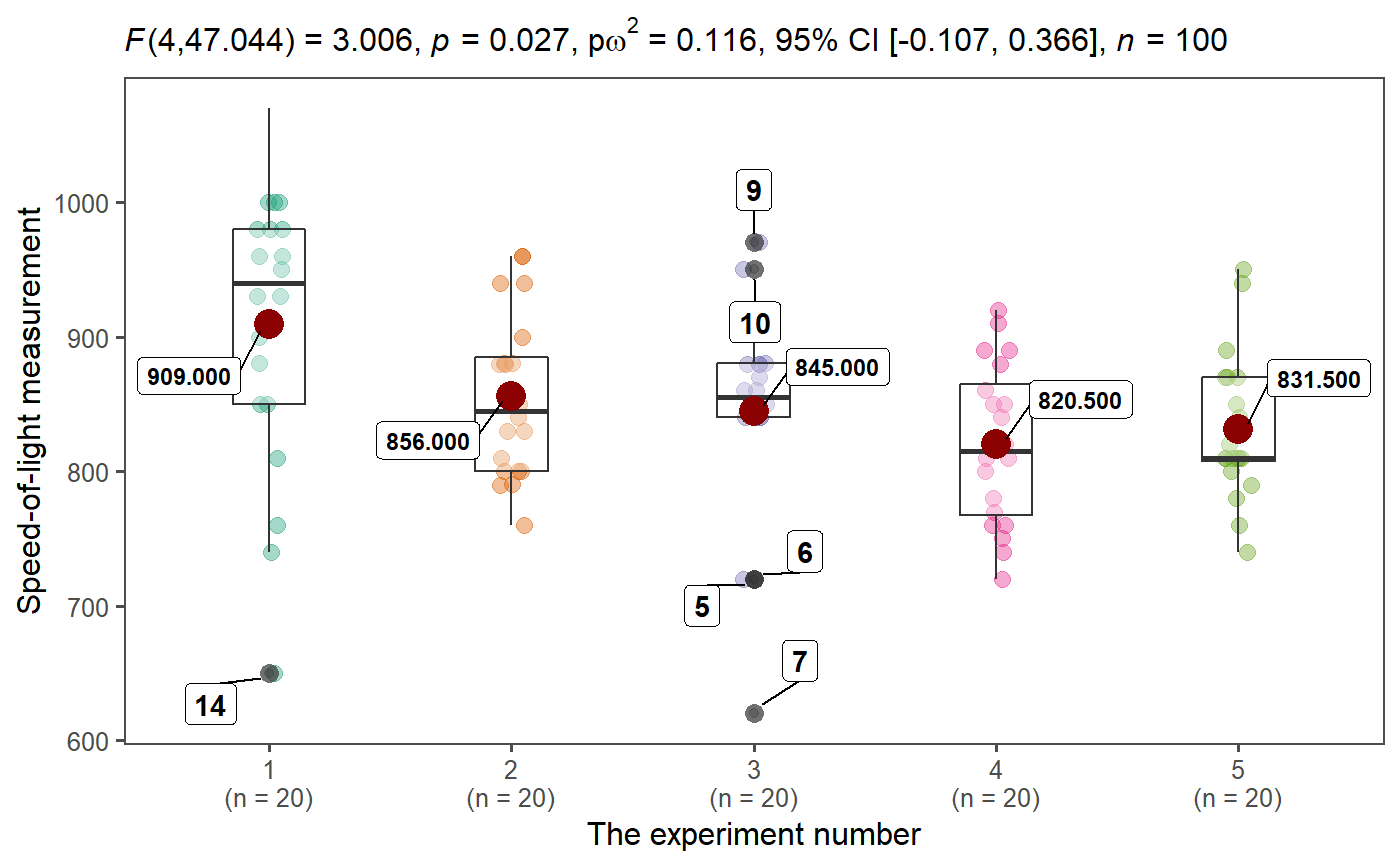 F(4,47.044) = 3.006, p = 0.027, pω² = 0.116, 95% CI [-0.107, 0.366], n = 100
Speed-of-light measurement
1000
900
800
700
600
909.000
14
856.000
9
10
845.000
6
5
7
820.500
831.500
1
(n = 20)
2
(n = 20)
3
(n = 20)
4
(n = 20)
5
(n = 20)
The experiment number